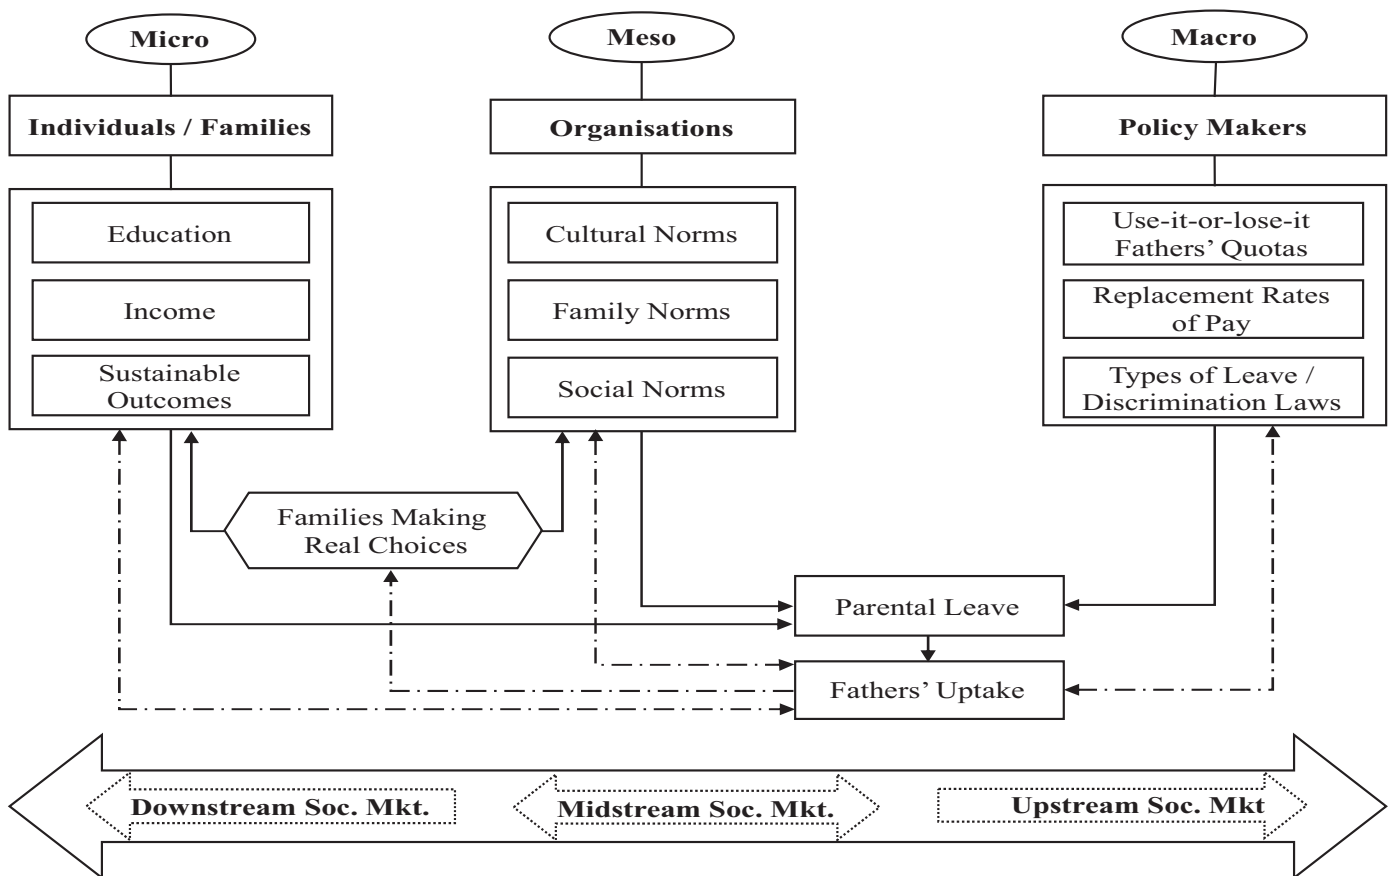 Micro
Meso
Macro
Individuals / Families
Organisations
Policy Makers
Education
Income
Sustainable
Outcomes
Cultural Norms
Family Norms
Social Norms
Use-it-or-lose-it
Fathers’ Quotas
Replacement Rates
of Pay
Types of Leave /
Discrimination Laws
Families Making
Real Choices
Parental Leave
Fathers’ Uptake
Downstream Soc. Mkt.
Midstream Soc. Mkt.
Upstream Soc. Mkt